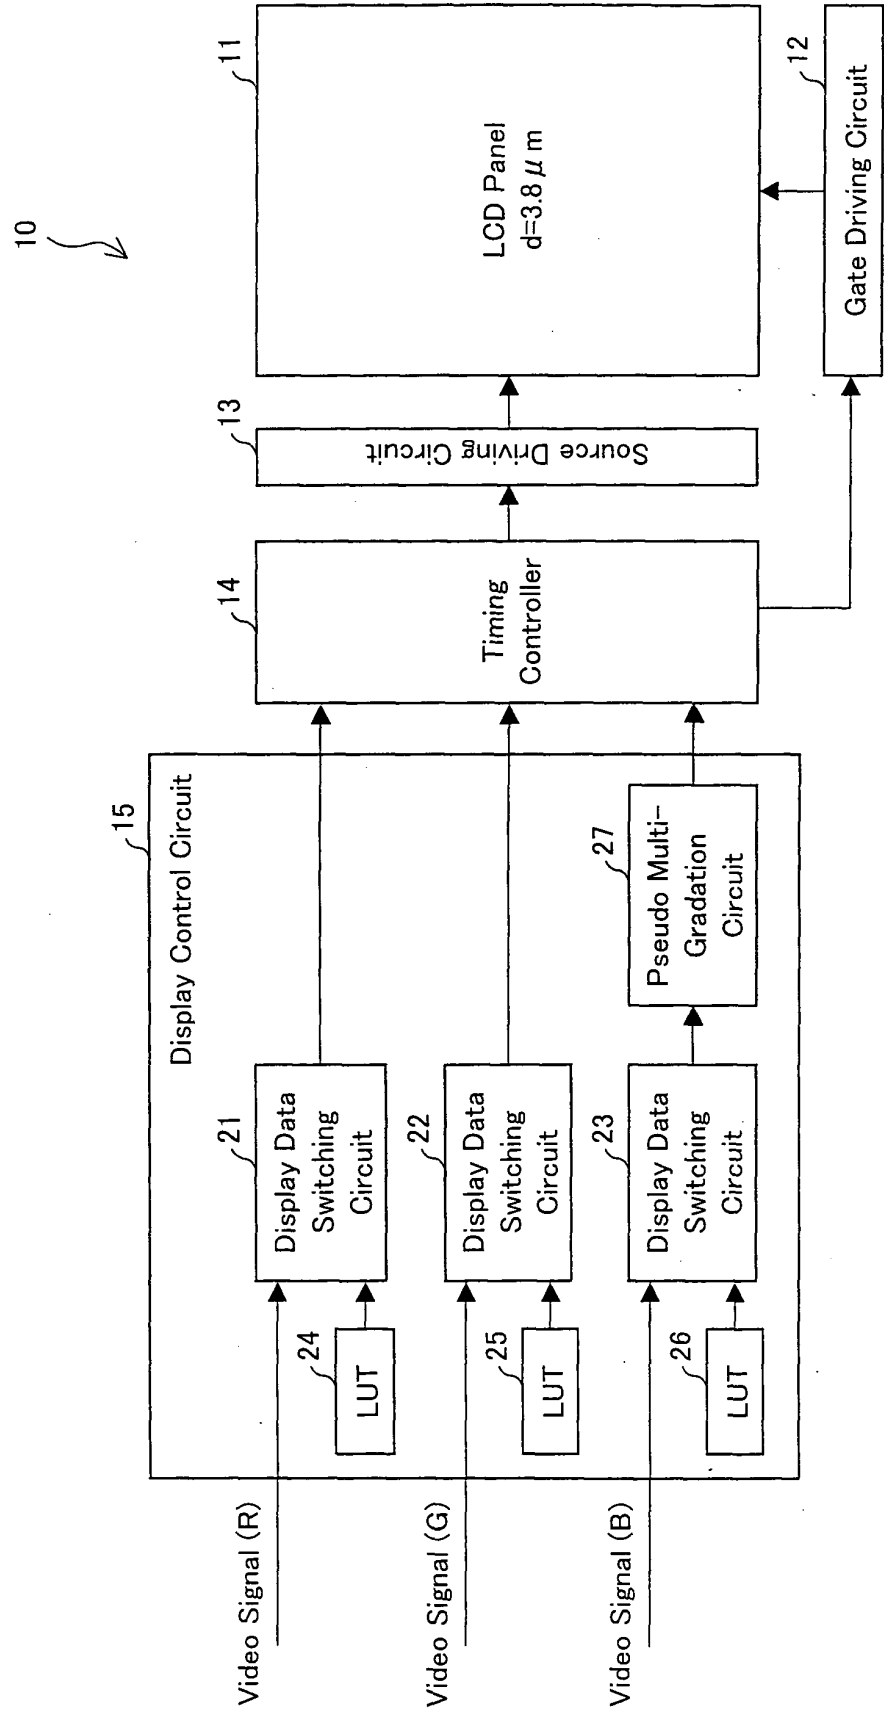 10
15
Display Control Circuit
Video Signal (R)
24
LUT
21
Display Data
Switching
Circuit
Video Signal (G)
25
LUT
22
Display Data
Switching
Circuit
Video Signal (B)
26
LUT
23
Display Data
Switching
Circuit
27
Pseudo Multi-
Gradation
Circuit
14
Timing
Controller
13
Source Driving Circuit
11
LCD Panel
d=3.8μm
12
Gate Driving Circuit